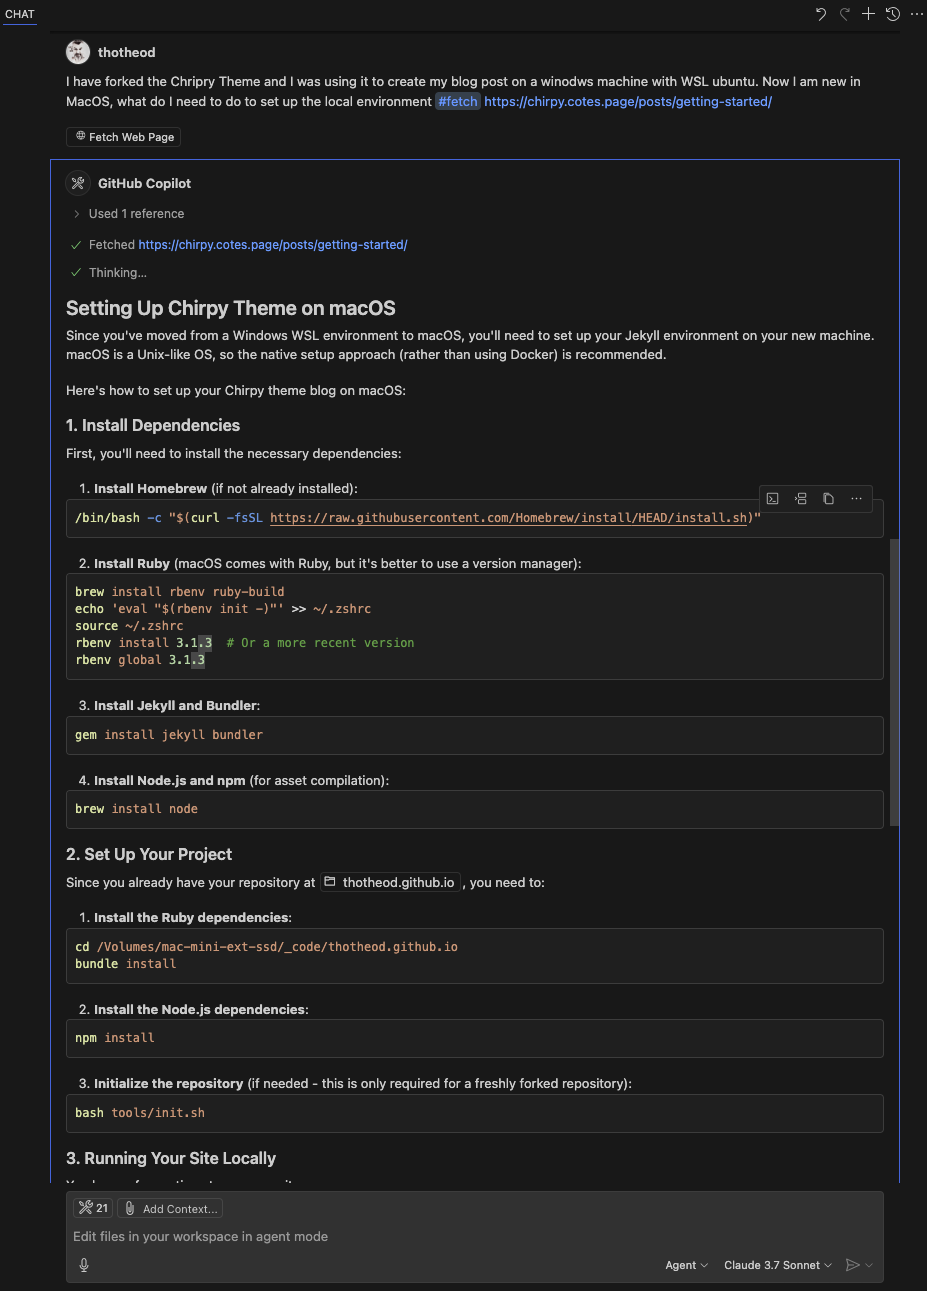 CHAT
thotheod
I have forked the Chripry Theme and I was using it to create my blog post on a winodws machine with WSL ubuntu. Now I am new in
MacOS, what do I need to do to set up the local environment #fetch https://chirpy.cotes.page/posts/getting-started/
Fetch Web Page
GitHub Copilot
Used 1 reference
Fetched https://chirpy.cotes.page/posts/getting-started/
Thinking...
Setting Up Chirpy Theme on macOS
Since you've moved from a Windows WSL environment to macOS, you'll need to set up your Jekyll environment on your new machine.
macOS is a Unix-like OS, so the native setup approach (rather than using Docker) is recommended.
Here's how to set up your Chirpy theme blog on macOS:
1. Install Dependencies
First, you'll need to install the necessary dependencies:
1. Install Homebrew (if not already installed):
/bin/bash -c "$(curl -fsSL https://raw.githubusercontent.com/Homebrew/install/HEAD/install.sh)"
2. Install Ruby (macOS comes with Ruby, but it's better to use a version manager):
brew install rbenv ruby-build
echo 'eval "$(rbenv init -)"' >> ~/.zshrc
source ~/.zshrc
rbenv install 3.1.3  # Or a more recent version
rbenv global 3.1.3
3. Install Jekyll and Bundler:
gem install jekyll bundler
4. Install Node.js and npm (for asset compilation):
brew install node
2. Set Up Your Project
Since you already have your repository at thotheod.github.io , you need to:
1. Install the Ruby dependencies:
cd /Volumes/mac-mini-ext-ssd/_code/thotheod.github.io
bundle install
2. Install the Node.js dependencies:
npm install
3. Initialize the repository (if needed - this is only required for a freshly forked repository):
bash tools/init.sh
3. Running Your Site Locally
21 Add Context...
Edit files in your workspace in agent mode
Agent Claude 3.7 Sonnet